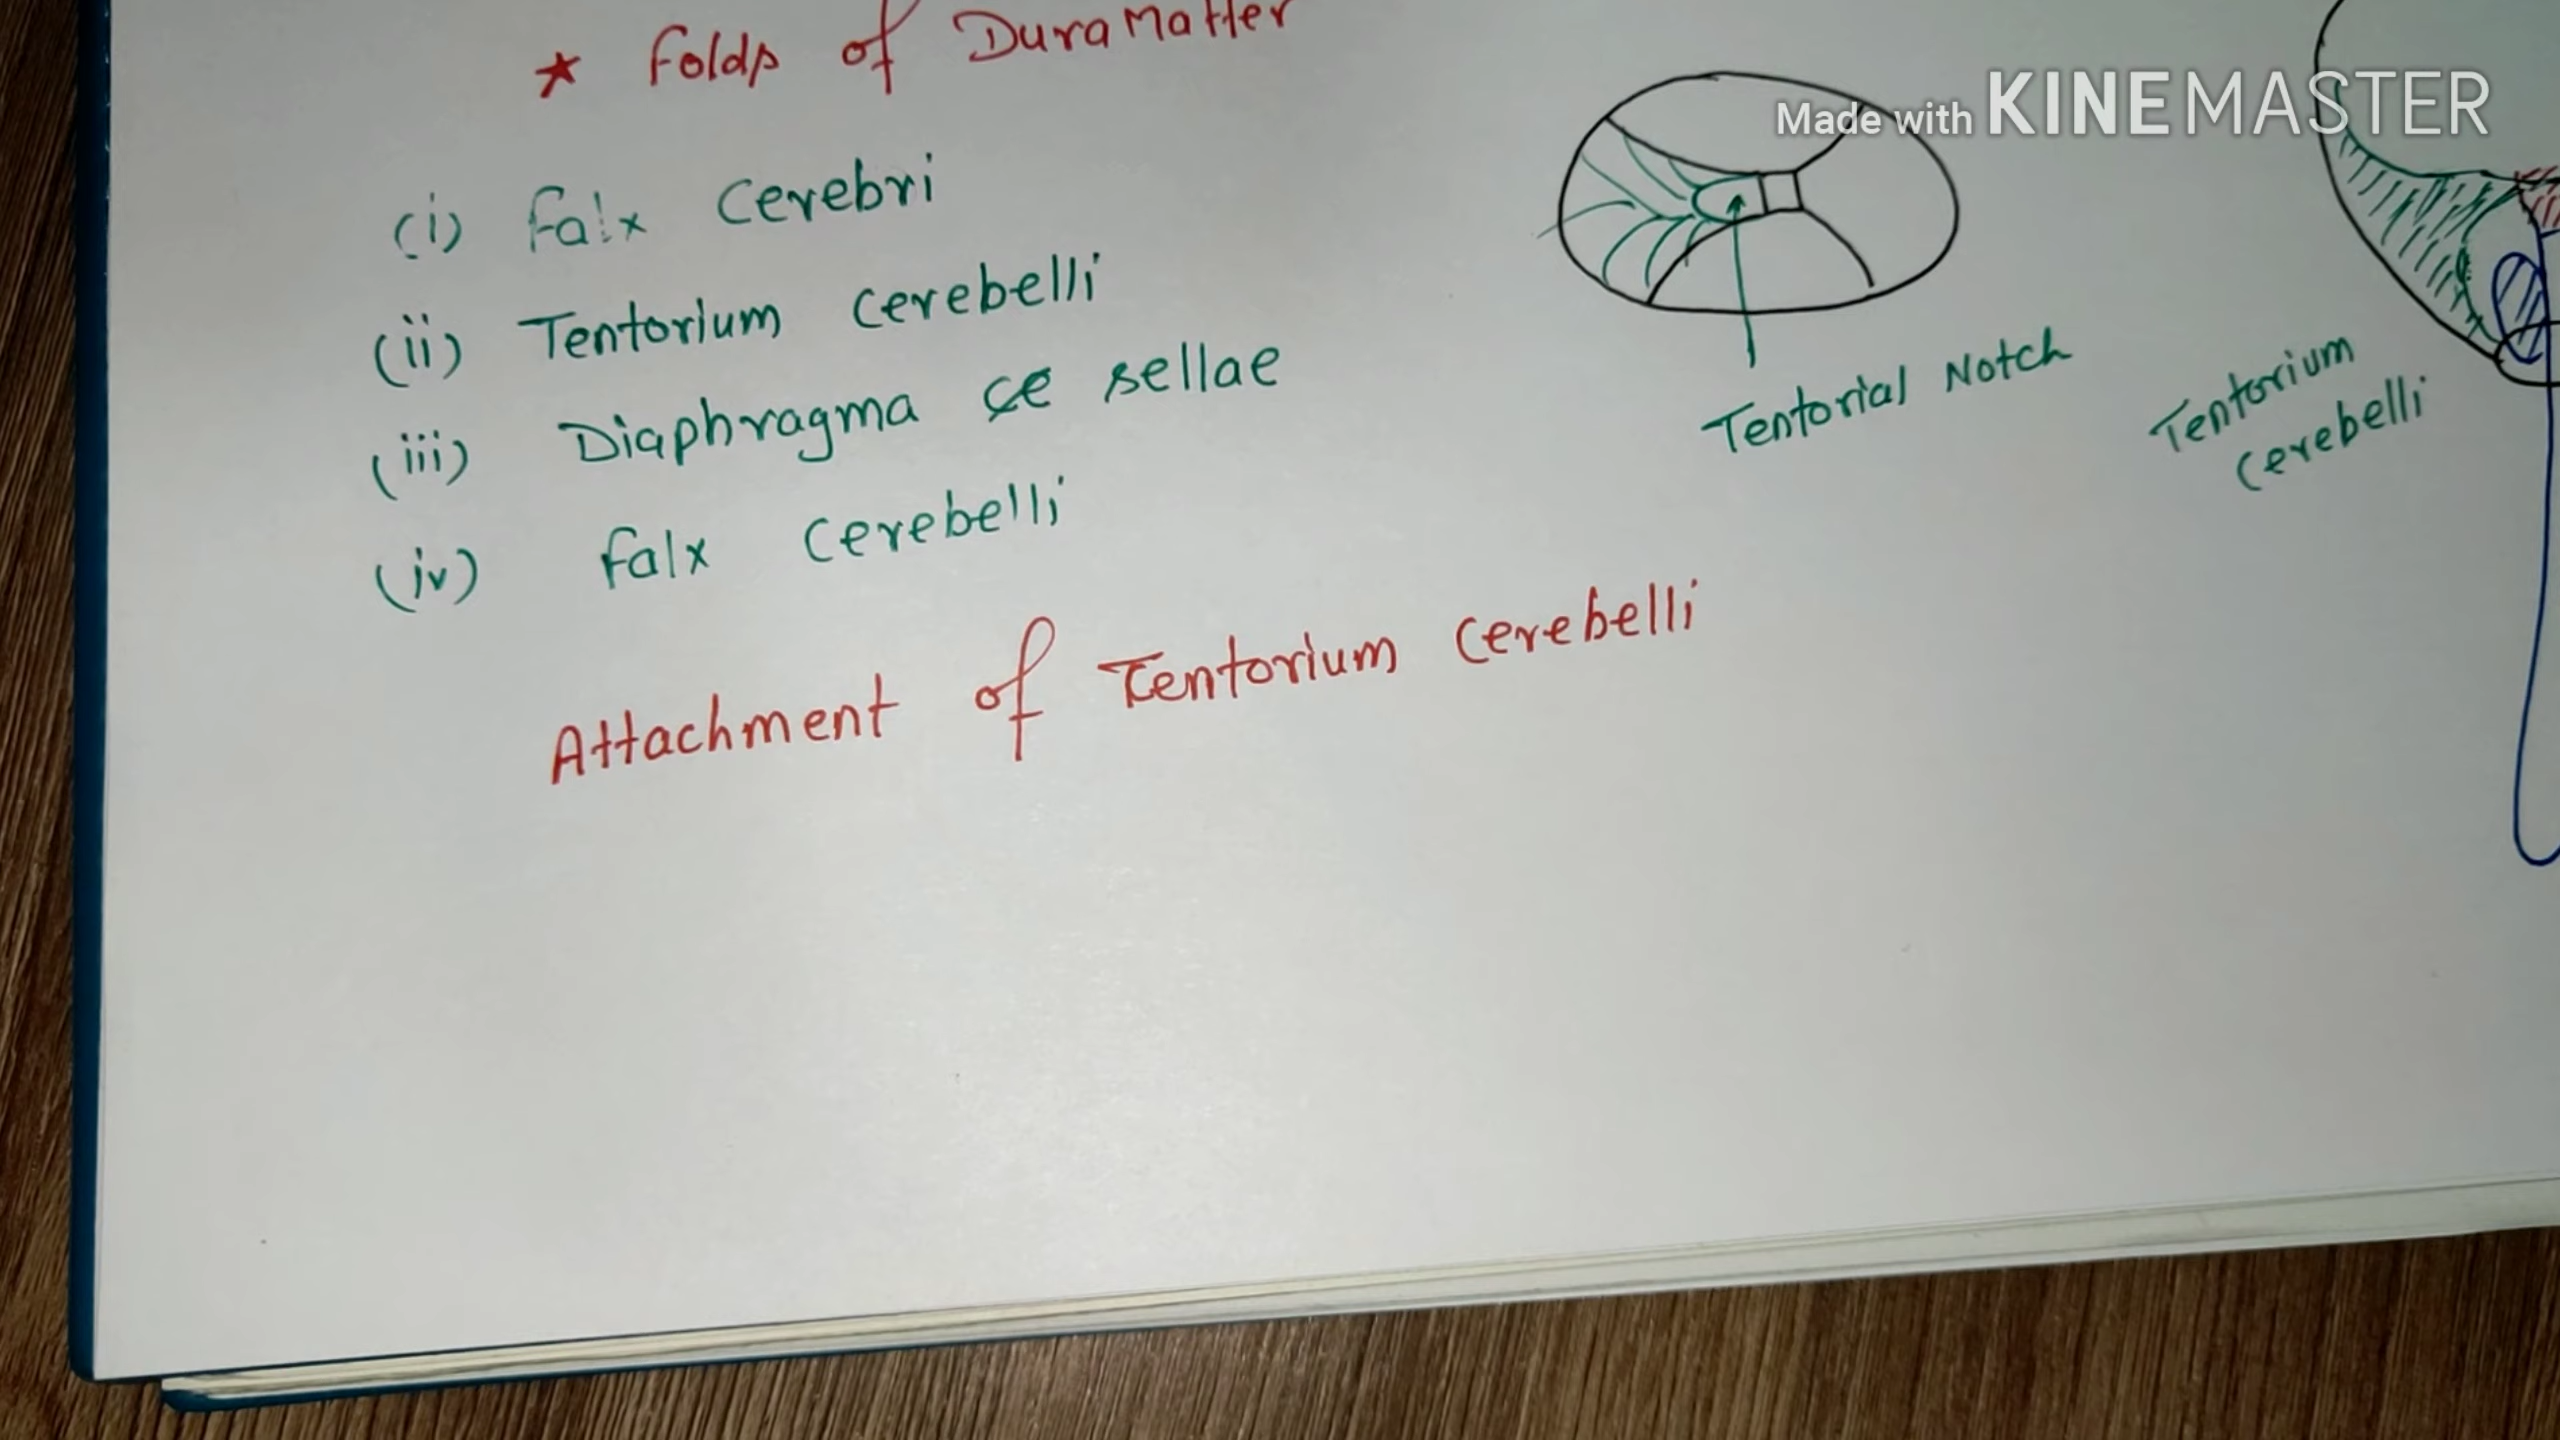 ★ Folds of Dura Matter
(i) Falx Cerebri
(ii) Tentorium Cerebelli
(iii) Diaphragma ce sellae
(iv) Falx Cerebelli
Attachment of Tentorium Cerebelli
Made with KINEMASTER
Tentorial Notch
Tentorium
Cerebelli